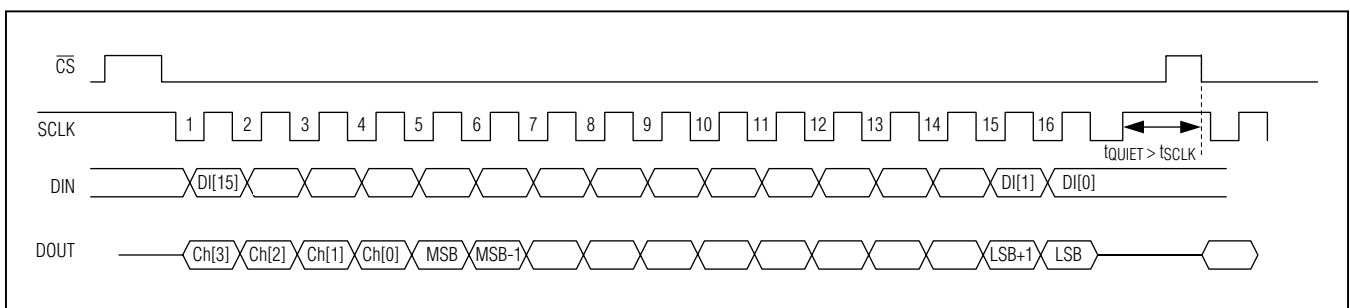 CS
SCLK 1 2 3 4 5 6 7 8 9 10 11 12 13 14 15 16
tQUIET > tSCLK
DIN DI[15] DI[1] DI[0]
DOUT Ch[3] Ch[2] Ch[1] Ch[0] MSB MSB-1 LSB+1 LSB